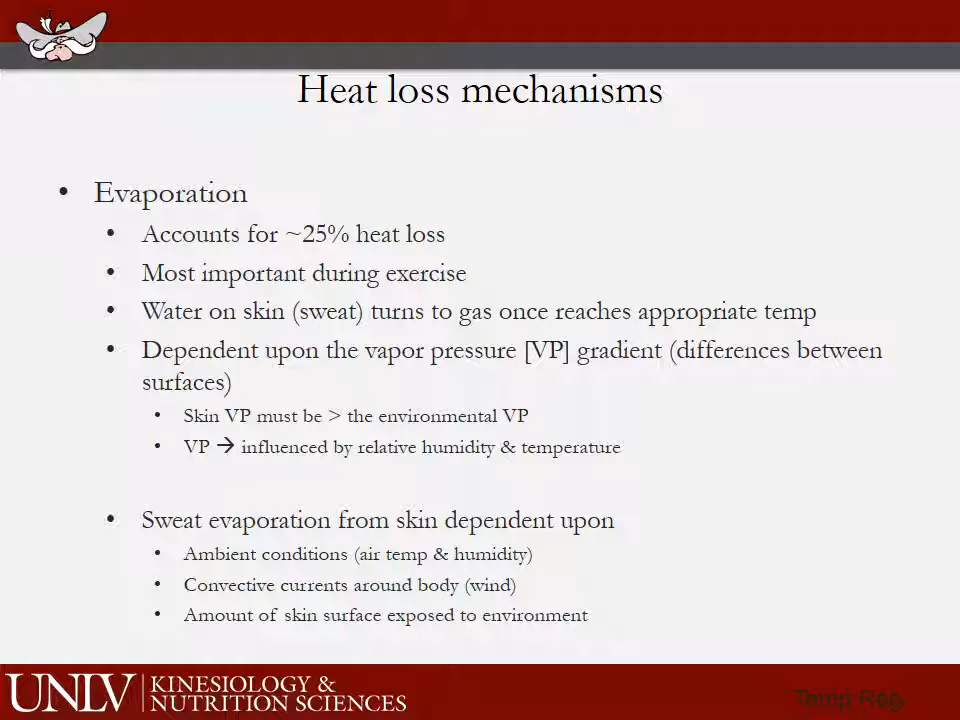 Heat loss mechanisms
• Evaporation
• Accounts for ~25% heat loss
• Most important during exercise
• Water on skin (sweat) turns to gas once reaches appropriate temp
• Dependent upon the vapor pressure [VP] gradient (differences between
surfaces)
• Skin VP must be > the environmental VP
• VP → influenced by relative humidity & temperature
• Sweat evaporation from skin dependent upon
• Ambient conditions (air temp & humidity)
• Convective currents around body (wind)
• Amount of skin surface exposed to environment
UNLV KINESIOLOGY &
NUTRITION SCIENCES
Temp Reg.